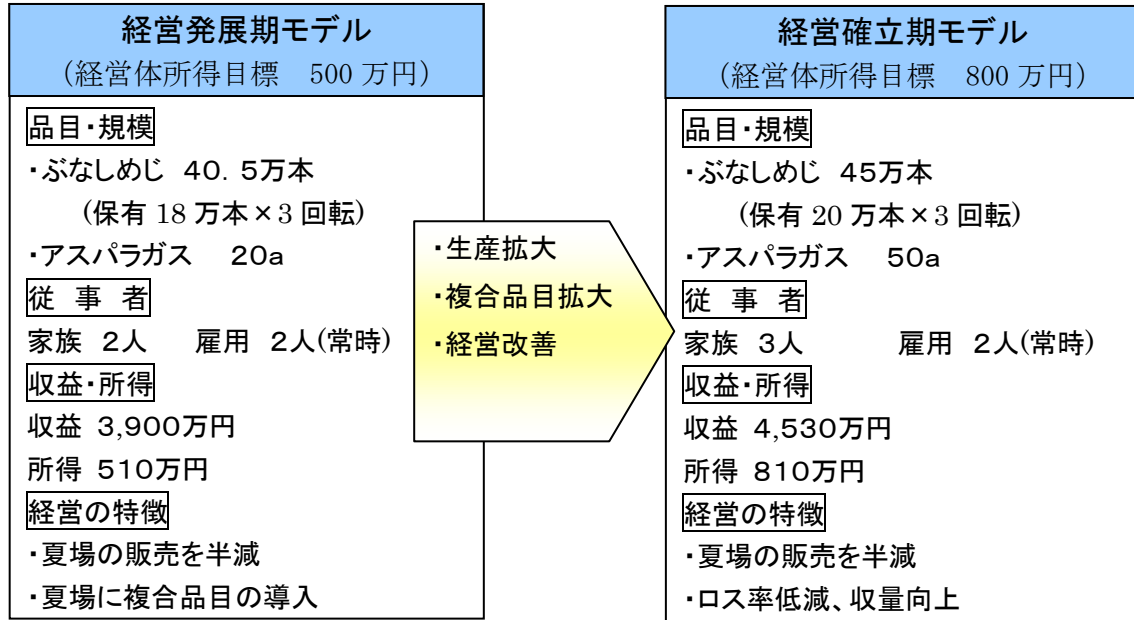 経営発展期モデル
（経営体所得目標　500 万円）
品目・規模
・ぶなしめじ　４０．５万本
(保有 18 万本×3 回転)
・アスパラガス　20a
従　事　者
家族　２人　　雇用　２人(常時)
収益・所得
収益 3,900万円
所得 510万円
経営の特徴
・夏場の販売を半減
・夏場に複合品目の導入
・生産拡大
・複合品目拡大
・経営改善
経営確立期モデル
（経営体所得目標　800 万円）
品目・規模
・ぶなしめじ　４５万本
(保有 20 万本×3 回転)
・アスパラガス　50a
従　事　者
家族　３人　　　雇用　２人(常時)
収益・所得
収益 4,530万円
所得 810万円
経営の特徴
・夏場の販売を半減
・ロス率低減、収量向上